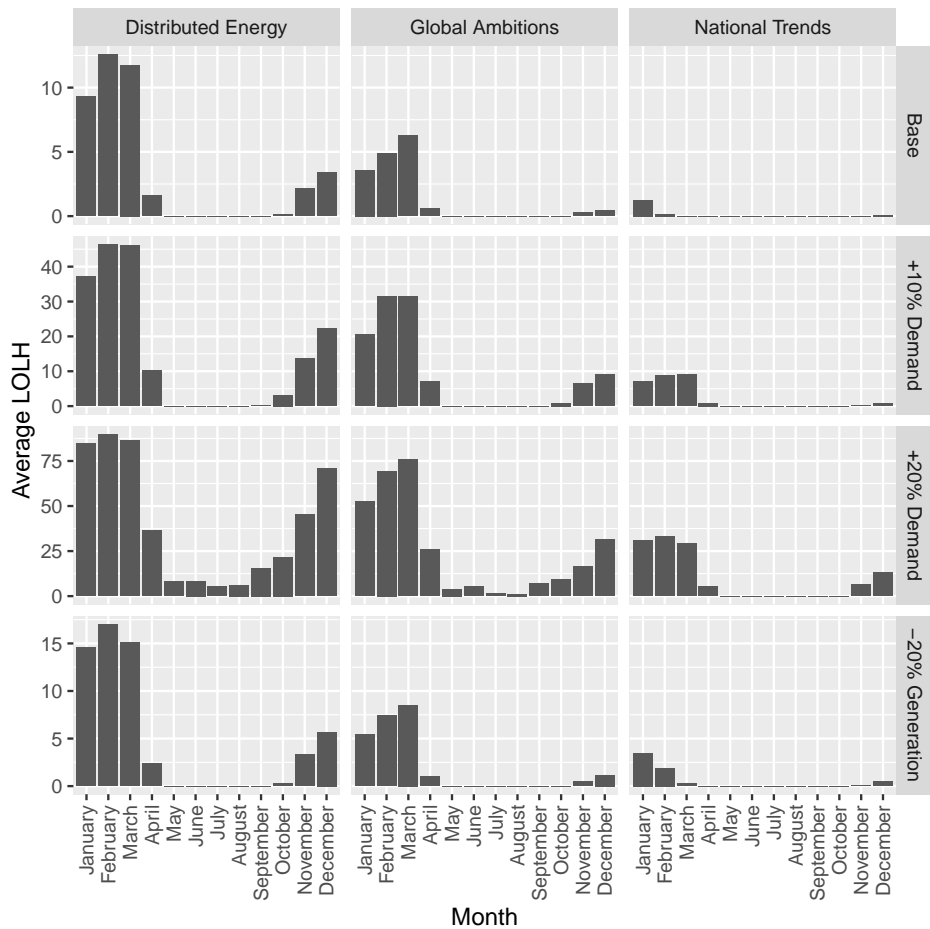 Distributed Energy
Global Ambitions
National Trends
10
5
0
Base
40
30
20
10
0
+10% Demand
75
50
25
0
+20% Demand
15
10
5
0
−20% Generation
Average LOLH
January
February
March
April
May
June
July
August
September
October
November
December
January
February
March
April
May
June
July
August
September
October
November
December
January
February
March
April
May
June
July
August
September
October
November
December
Month